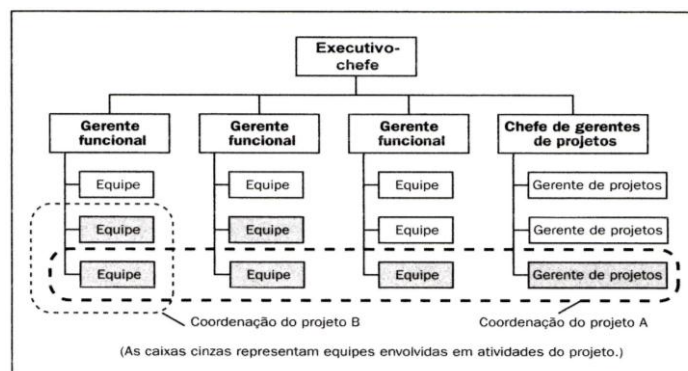 Executivo-
chefe
Gerente
funcional
Gerente
funcional
Gerente
funcional
Chefe de gerentes
de projetos
Equipe
Equipe
Equipe
Gerente de projetos
Equipe
Equipe
Equipe
Gerente de projetos
Equipe
Equipe
Equipe
Gerente de projetos
Coordenação do projeto B
Coordenação do projeto A
(As caixas cinzas representam equipes envolvidas em atividades do projeto.)